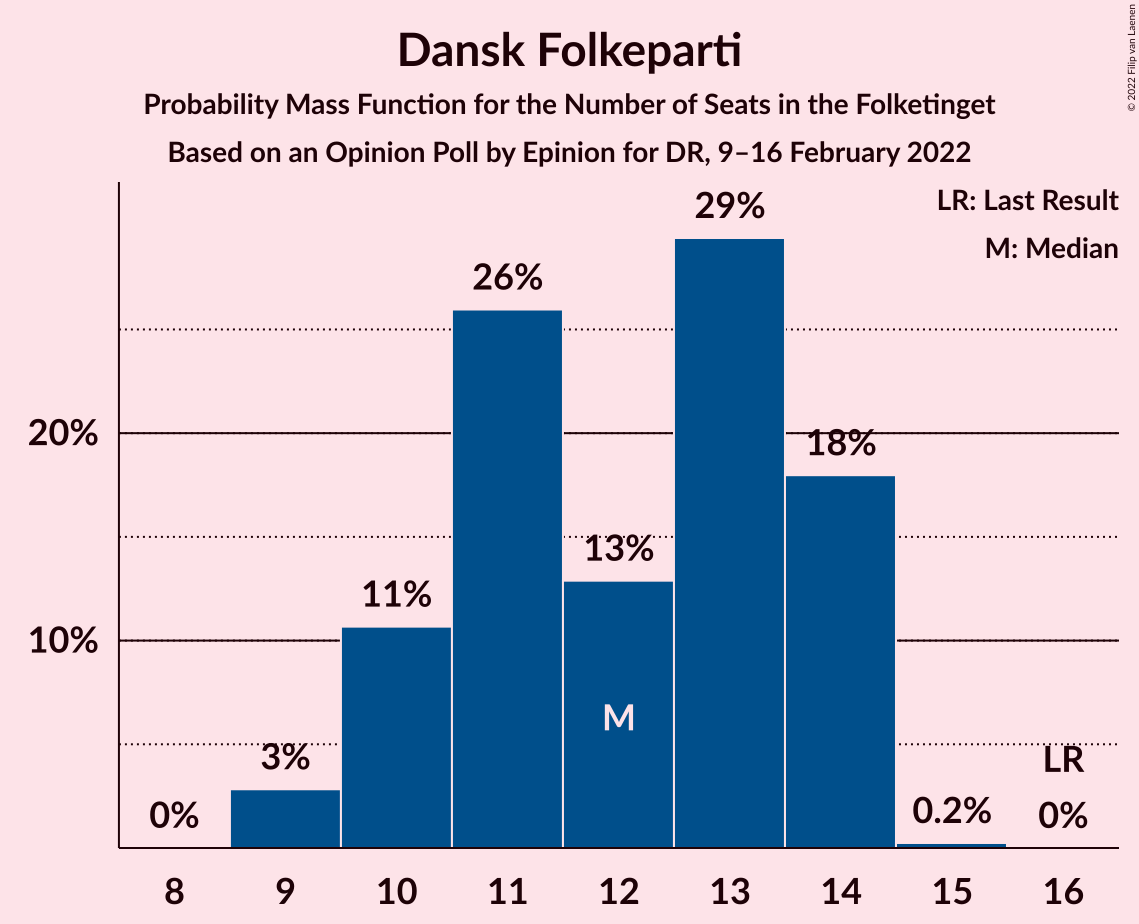 Dansk Folkeparti
Probability Mass Function for the Number of Seats in the Folketinget
Based on an Opinion Poll by Epinion for DR, 9–16 February 2022
© 2022 Filip van Laenen
LR: Last Result
M: Median
29%
26%
20%
18%
13%
11%
10%
M
3%
LR
0%
0.2%
0%
8 9 10 11 12 13 14 15 16